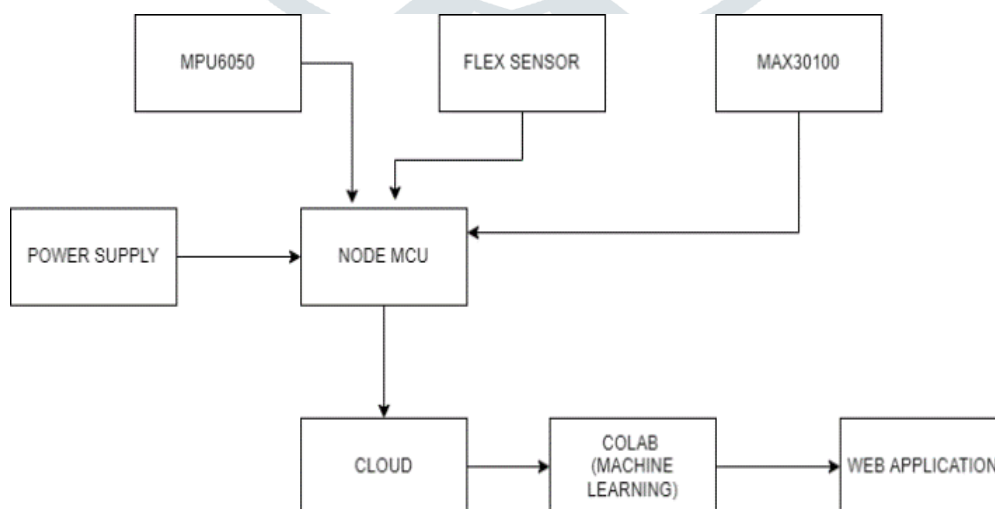 MPU6050
FLEX SENSOR
MAX30100
POWER SUPPLY
NODE MCU
CLOUD
COLAB
(MACHINE
LEARNING)
WEB APPLICATION